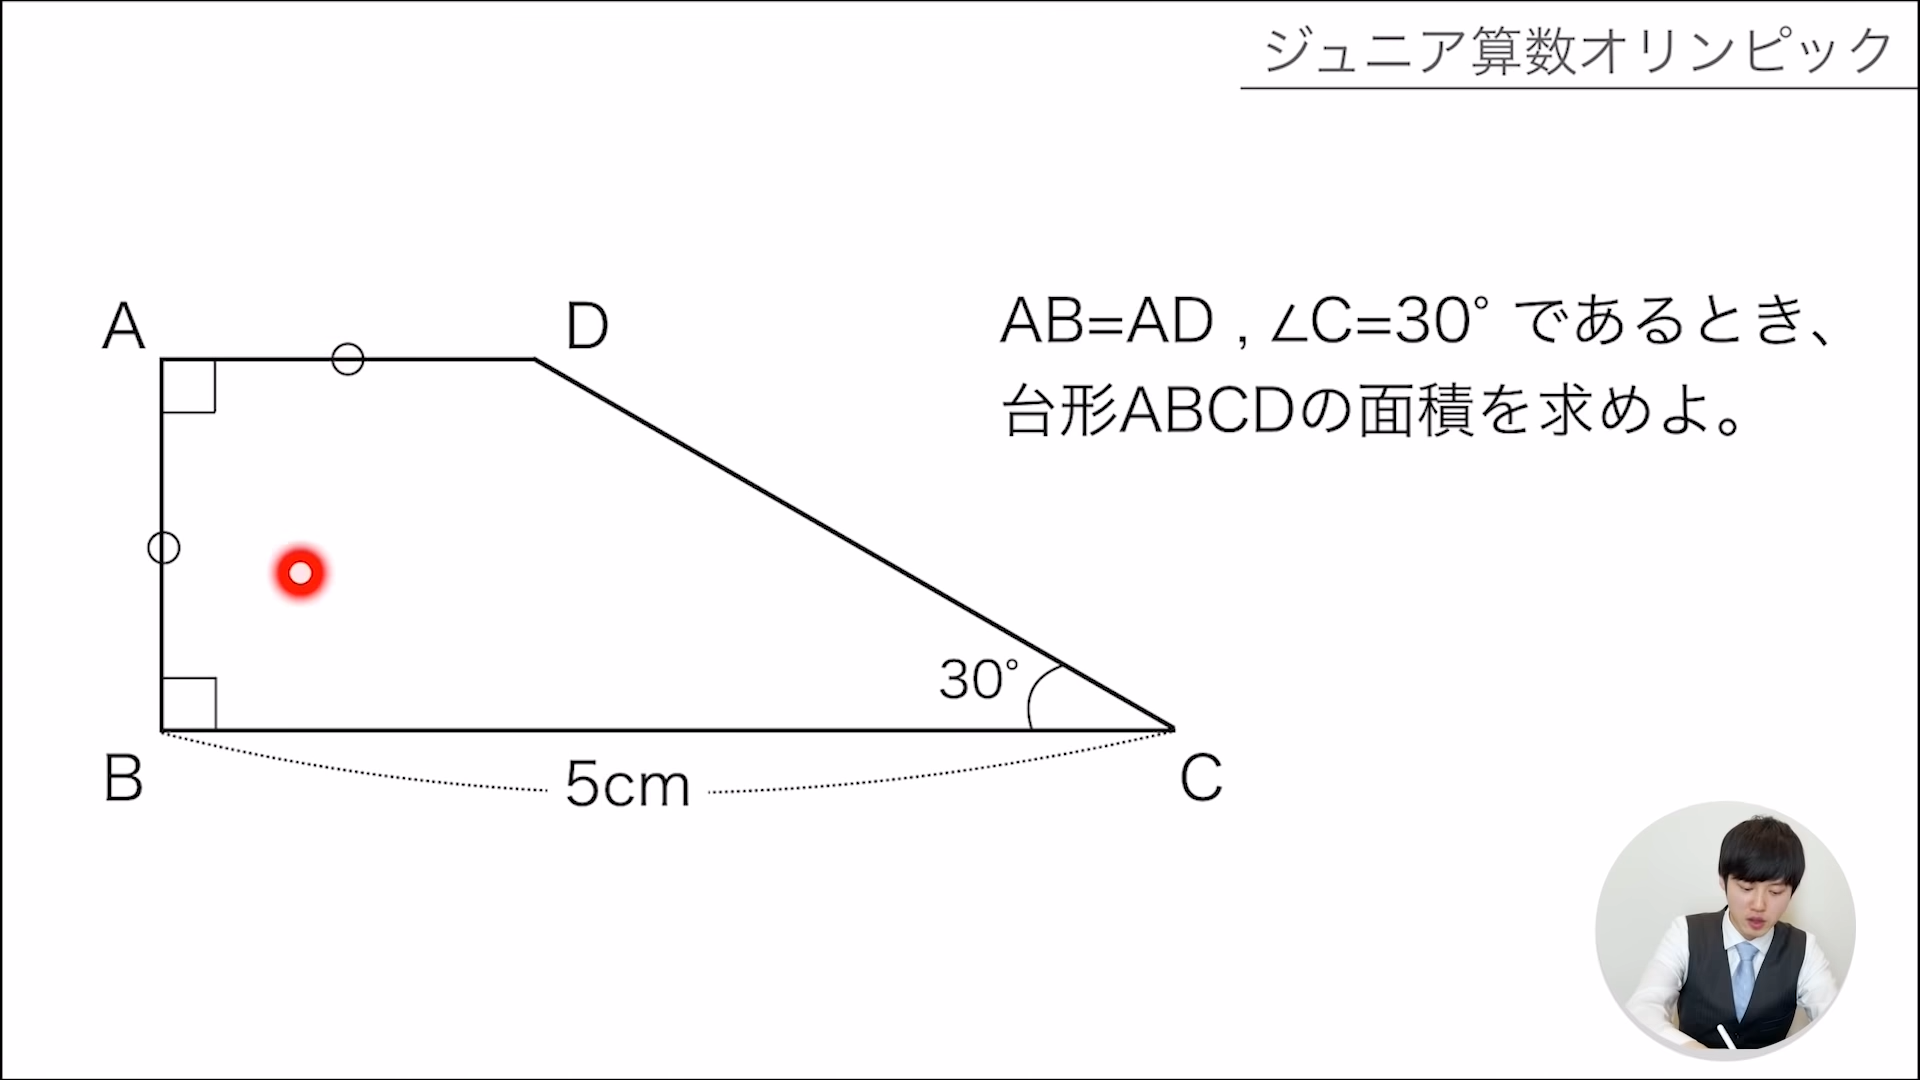 ジュニア算数オリンピック
A
D
AB=AD , ∠C=30° であるとき、
台形ABCDの面積を求めよ。
30°
B
5cm
C